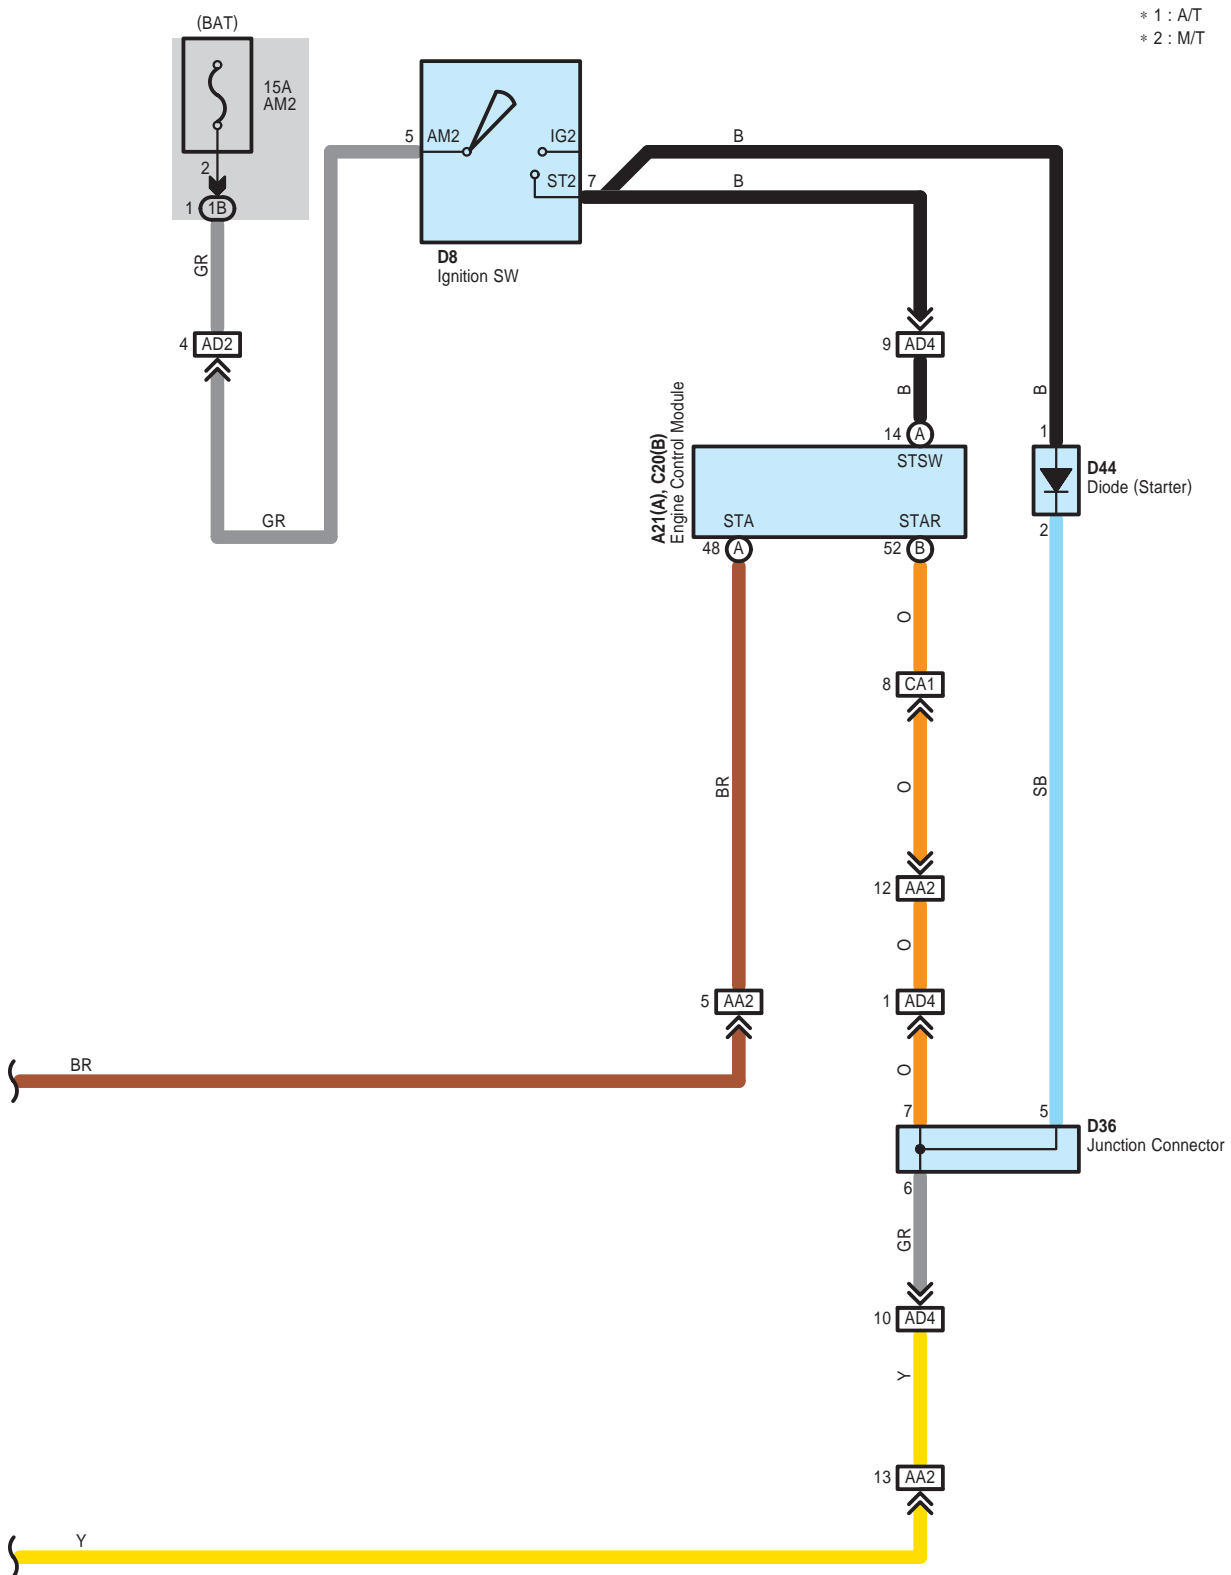 (BAT)
* 1 : A/T
* 2 : M/T
15A
AM2
2
1
1B
GR
4
AD2
GR
5
AM2
IG2
ST2
7
D8
Ignition SW
B
B
9
AD4
B
B
A21(A), C20(B)
Engine Control Module
14
A
STSW
STA
STAR
48
A
52
B
1
D44
Diode (Starter)
2
O
8
CA1
BR
O
SB
12
AA2
O
5
AA2
1
AD4
BR
O
7
5
D36
Junction Connector
6
GR
10
AD4
Y
13
AA2
Y